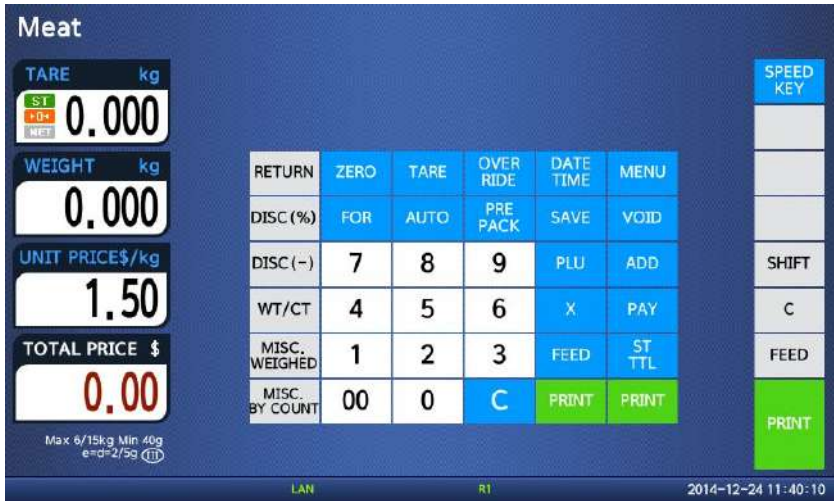 Meat
TARE kg
ST
0.000
NET
WEIGHT kg
0.000
UNIT PRICE$/kg
1.50
TOTAL PRICE $
0.00
Max 6/15kg Min 40g
e=d=2/5g III
RETURN ZERO TARE OVER RIDE DATE TIME MENU
DISC(%) FOR AUTO PRE PACK SAVE VOID
DISC(-) 7 8 9 PLU ADD
WT/CT 4 5 6 X PAY
MISC. WEIGHED 1 2 3 FEED ST TTL
MISC. BY COUNT 00 0 C PRINT PRINT
SPEED
KEY
SHIFT
C
FEED
PRINT
LAN R1 2014-12-24 11:40:10